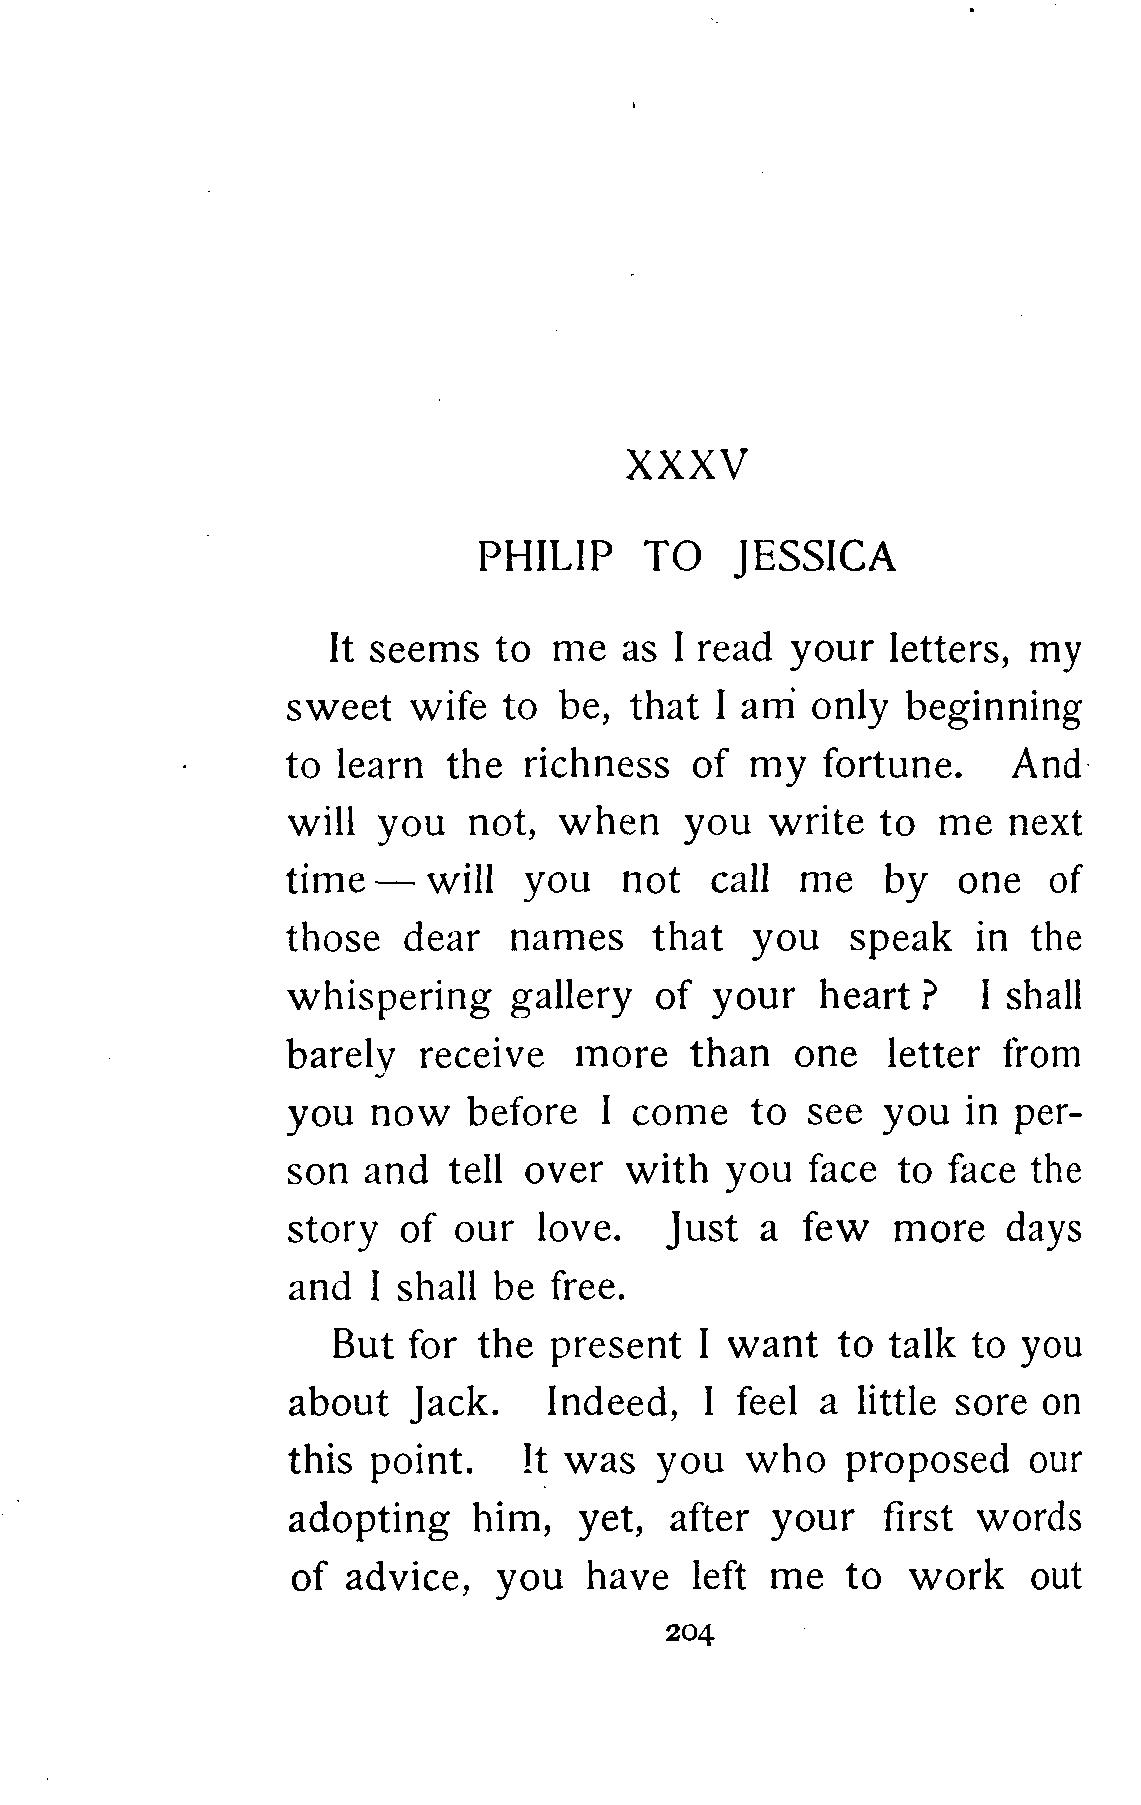 XXXV
PHILIP TO JESSICA
It seems to me as I read your letters, my
sweet wife to be, that I am only beginning
to learn the richness of my fortune. And
will you not, when you write to me next
time — will you not call me by one of
those dear names that you speak in the
whispering gallery of your heart ? I shall
barely receive more than one letter from
you now before I come to see you in per-
son and tell over with you face to face the
story of our love. Just a few more days
and I shall be free.
But for the present I want to talk to you
about Jack. Indeed, I feel a little sore on
this point. It was you who proposed our
adopting him, yet, after your first words
of advice, you have left me to work out
204